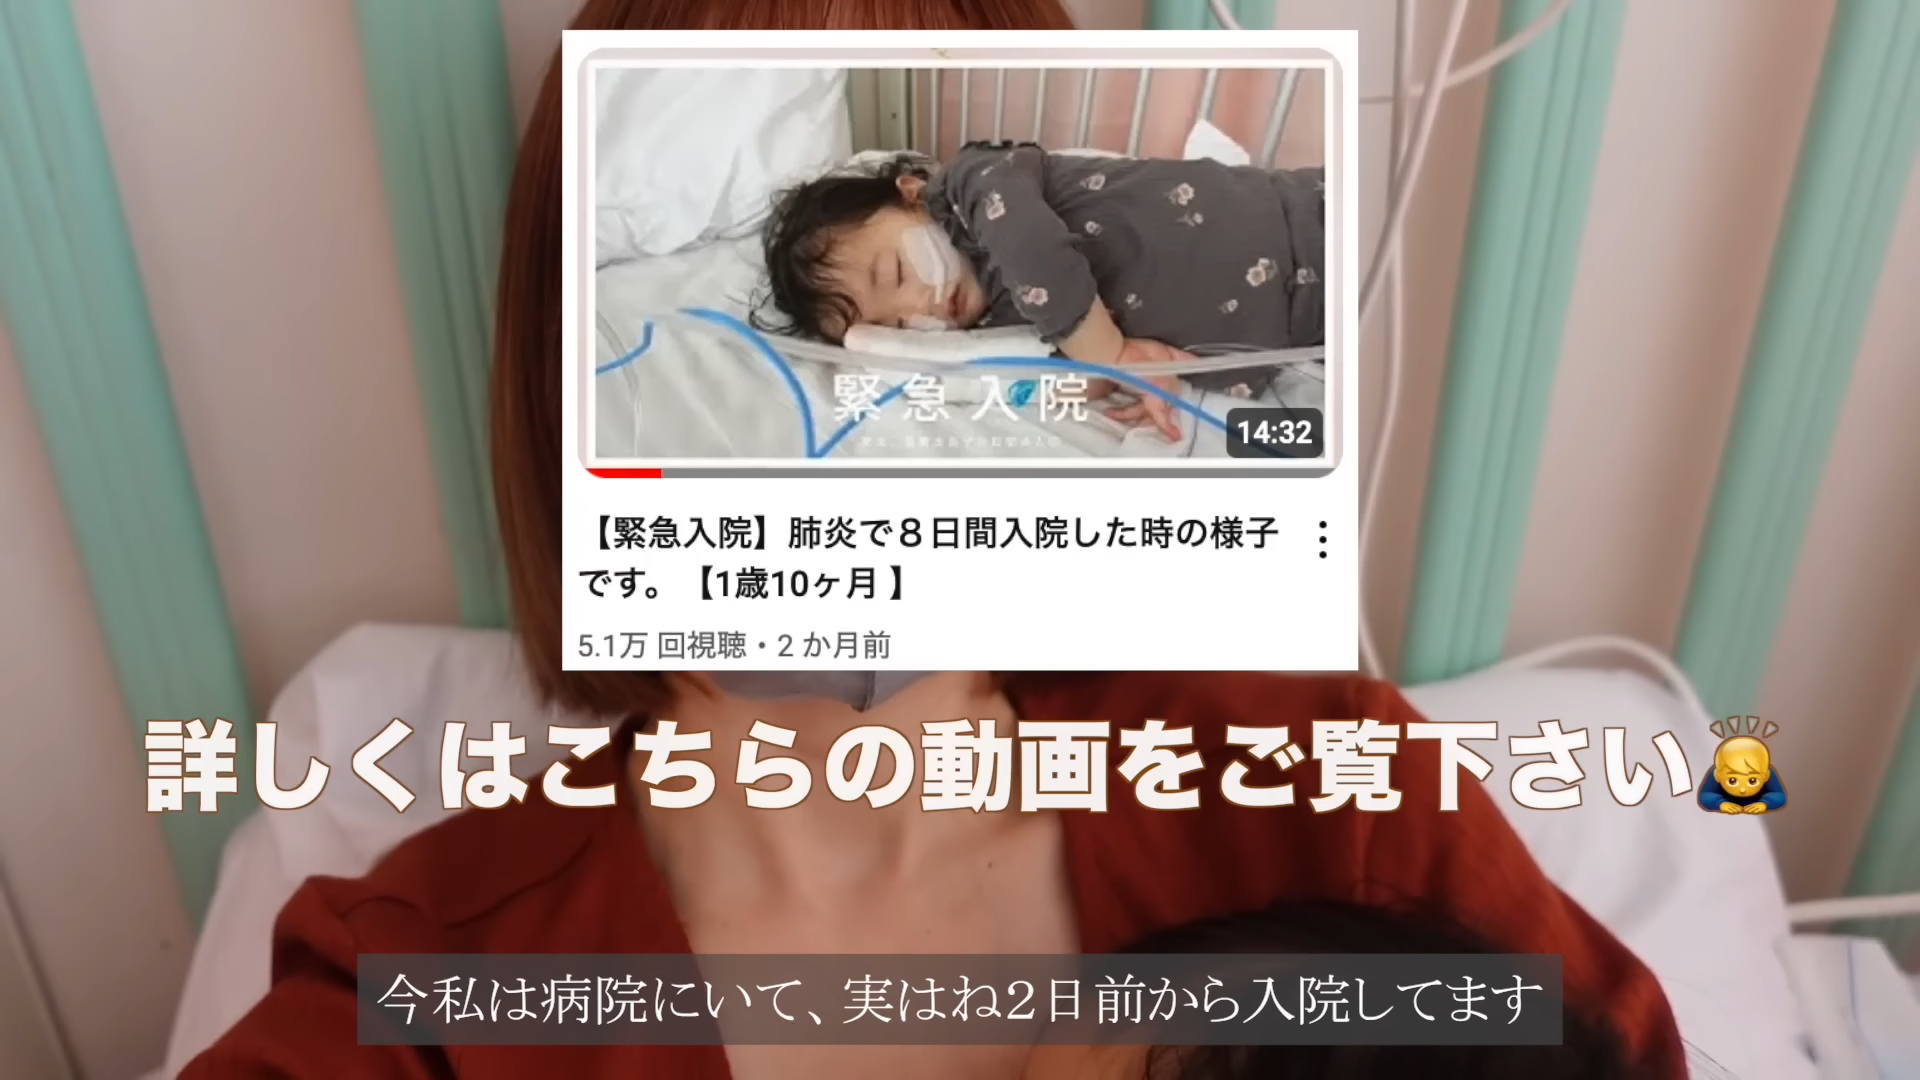 緊急入院
14:32
【緊急入院】肺炎で８日間入院した時の様子
です。【1歳10ヶ月 】
5.1万 回視聴・2 か月前
詳しくはこちらの動画をご覧下さい🙇
今私は病院にいて、実はね２日前から入院してます